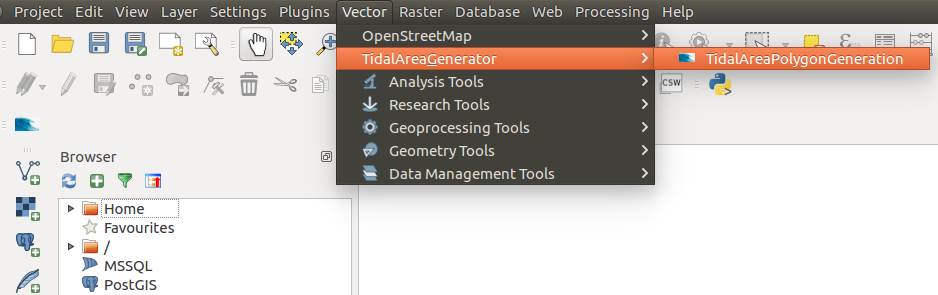 Project Edit View Layer Settings Plugins Vector Raster Database Web Processing Help
OpenStreetMap
TidalAreaGenerator
TidalAreaPolygonGeneration
Analysis Tools
CSW
Research Tools
Geoprocessing Tools
Geometry Tools
Browser
Data Management Tools
Home
Favourites
/
MSSQL
PostGIS